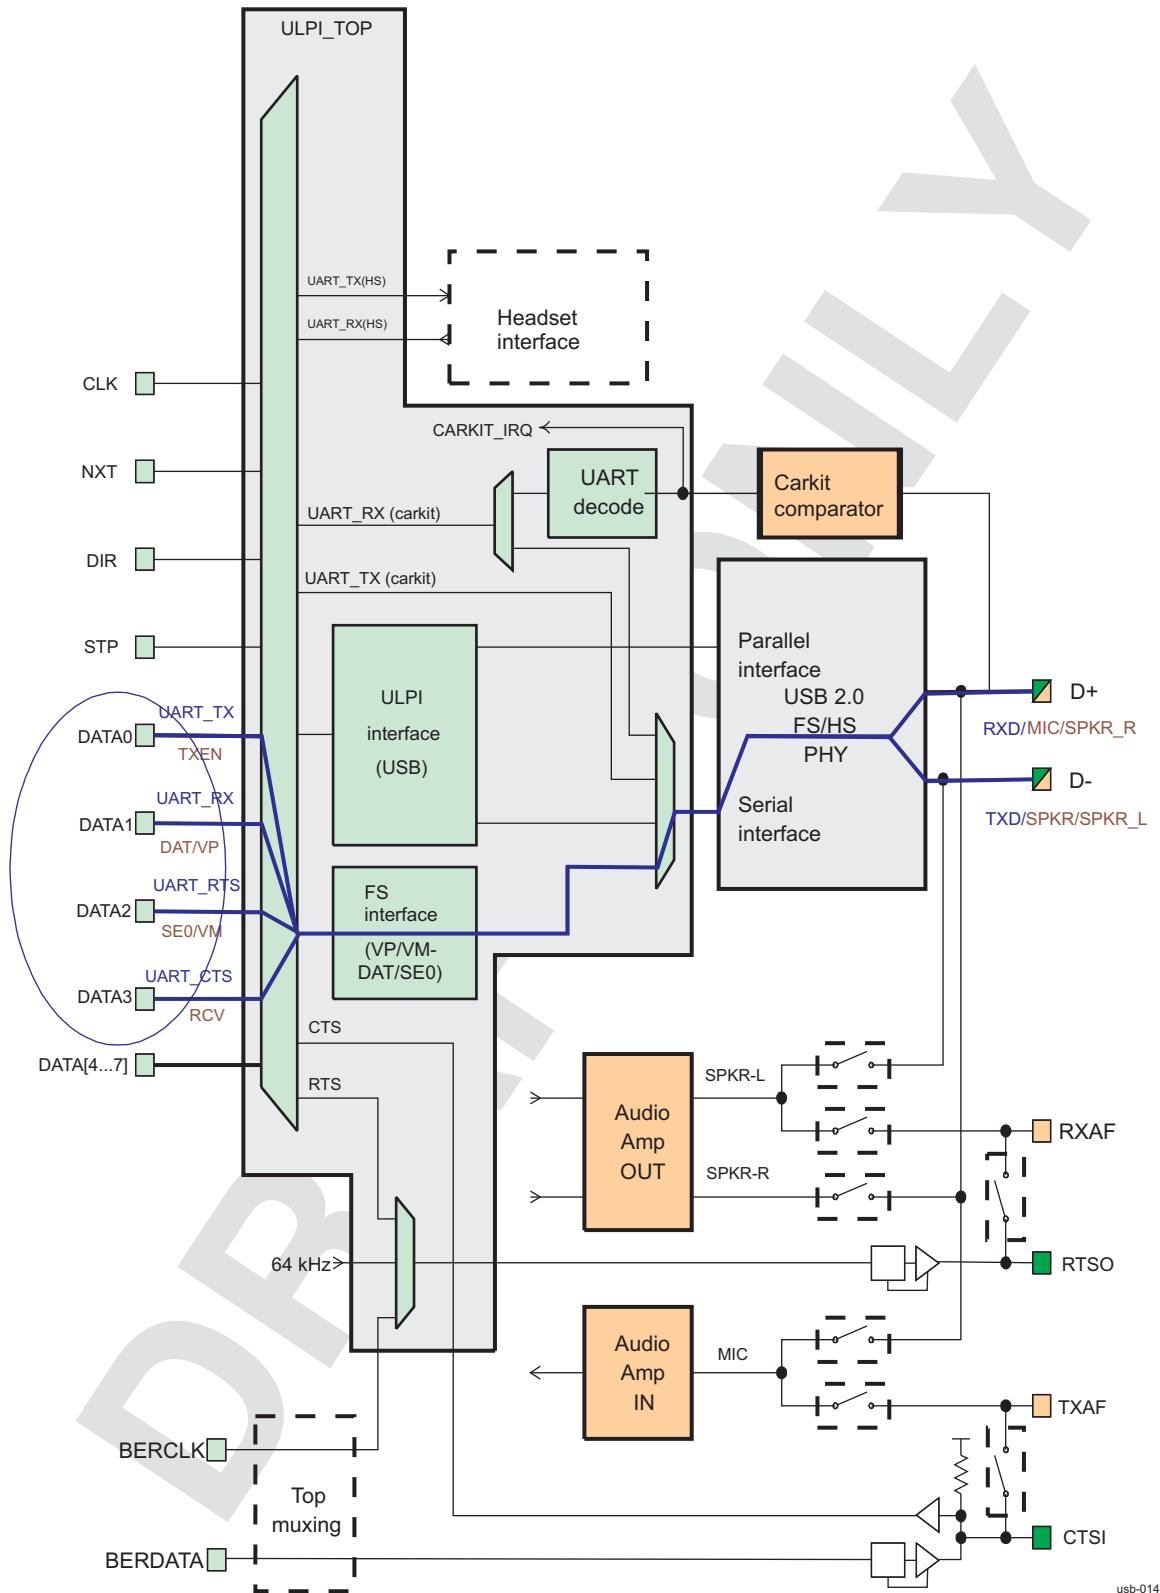 ULPI_TOP
UART_TX(HS)
UART_RX(HS)
Headset
interface
CLK
CARKIT_IRQ
NXT
UART
decode
Carkit
comparator
UART_RX (carkit)
DIR
UART_TX (carkit)
STP
ULPI
interface
(USB)
Parallel
interface
USB 2.0
FS/HS
PHY
Serial
interface
D+
RXD/MIC/SPKR_R
D-
TXD/SPKR/SPKR_L
UART_TX
DATA0
TXEN
UART_RX
DATA1
DAT/VP
UART_RTS
DATA2
SE0/VM
UART_CTS
DATA3
RCV
FS
interface
(VP/VM-
DAT/SE0)
DATA[4...7]
CTS
RTS
SPKR-L
Audio
Amp
OUT
SPKR-R
RXAF
64 kHz
RTSO
Audio
Amp
IN
MIC
TXAF
BERCLK
Top
muxing
CTSI
BERDATA
usb-014